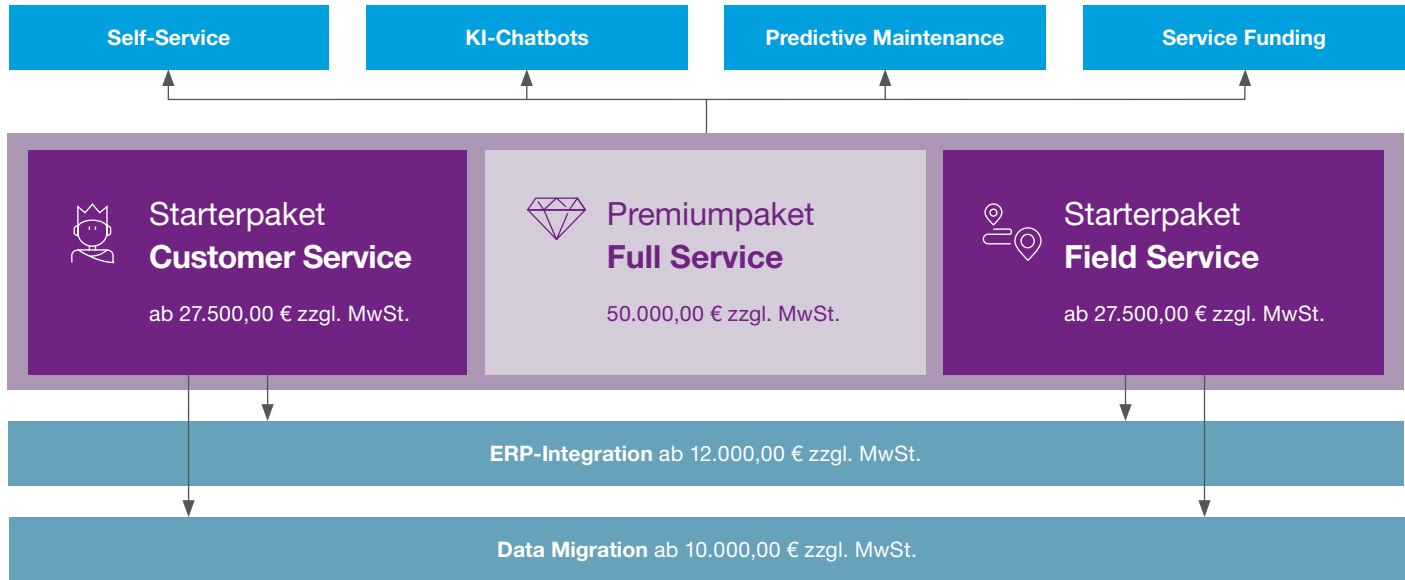 Self-Service
KI-Chatbots
Predictive Maintenance
Service Funding
Starterpaket
Customer Service
ab 27.500,00 € zzgl. MwSt.
Premiumpaket
Full Service
50.000,00 € zzgl. MwSt.
Starterpaket
Field Service
ab 27.500,00 € zzgl. MwSt.
ERP-Integration ab 12.000,00 € zzgl. MwSt.
Data Migration ab 10.000,00 € zzgl. MwSt.